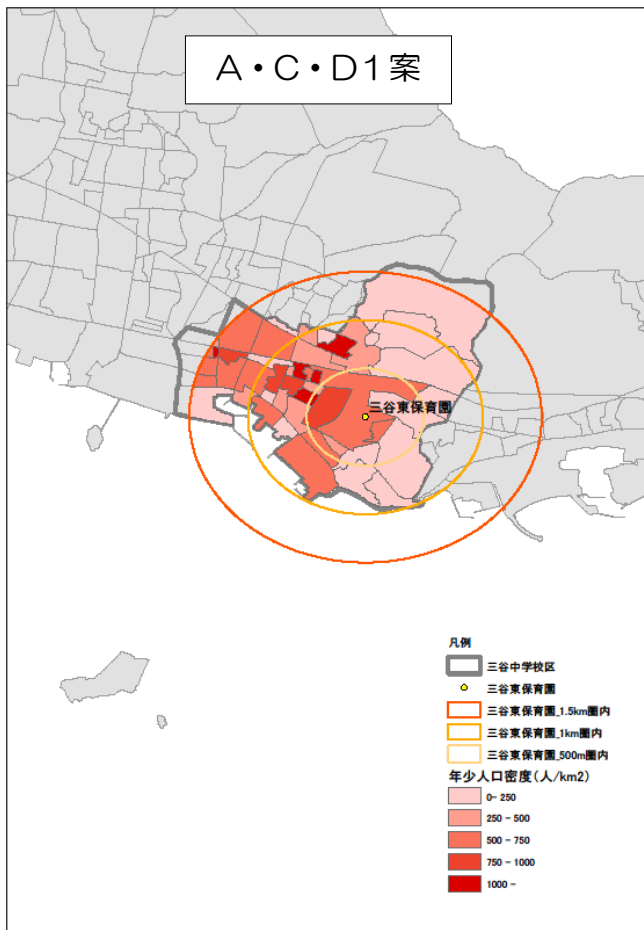 A・C・D1案
三谷東保育園
凡例
三谷中学校区
三谷東保育園
三谷東保育園_1.5km圏内
三谷東保育園_1km圏内
三谷東保育園_500m圏内
年少人口密度(人/km2)
0- 250
250 - 500
500 - 750
750 - 1000
1000 -